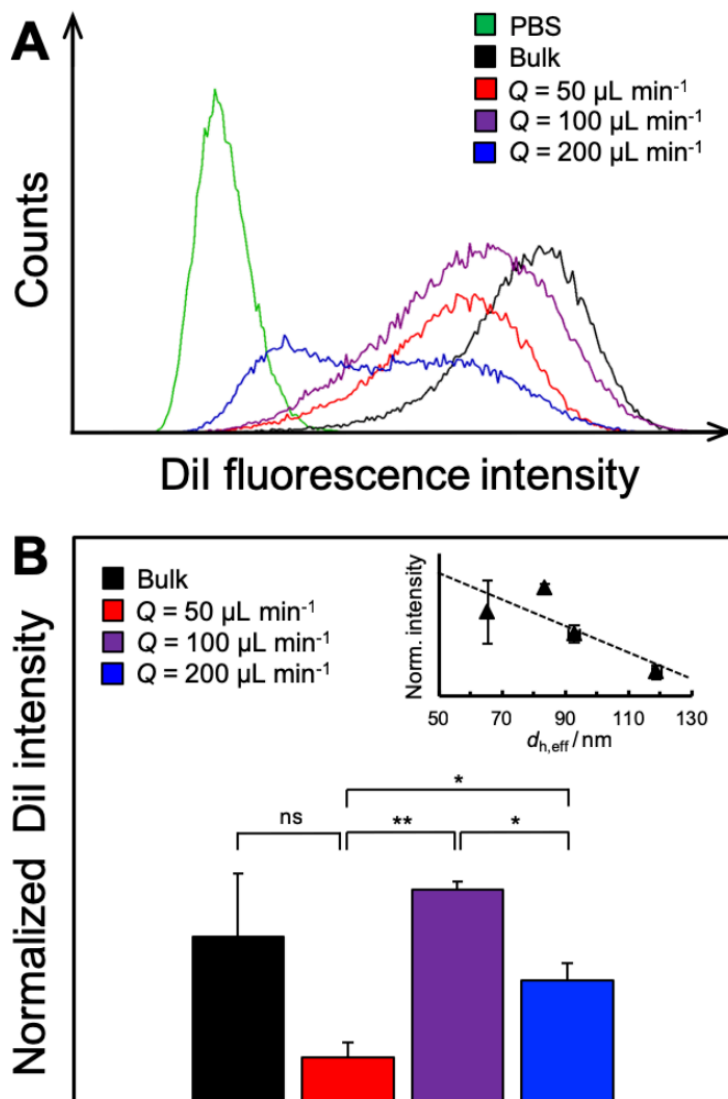 A
PBS
Bulk
Q = 50 µL min⁻¹
Q = 100 µL min⁻¹
Q = 200 µL min⁻¹
Counts
DiI fluorescence intensity
B
Bulk
Q = 50 µL min⁻¹
Q = 100 µL min⁻¹
Q = 200 µL min⁻¹
Normalized DiI intensity
Norm. intensity
50 70 90 110 130
dh,eff / nm
*
ns
**
*